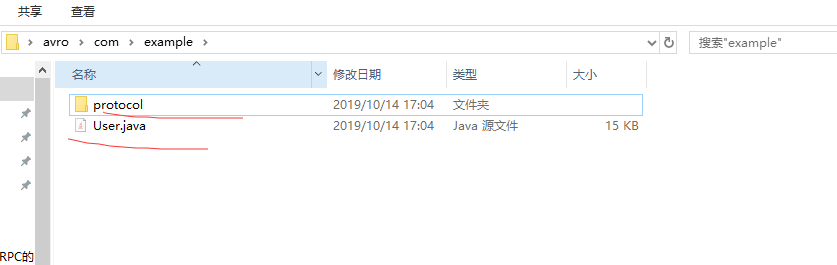 共享 查看
avro com example 搜索"example"
名称 修改日期 类型 大小
protocol 2019/10/14 17:04 文件夹
User.java 2019/10/14 17:04 Java 源文件 15 KB
RPC的